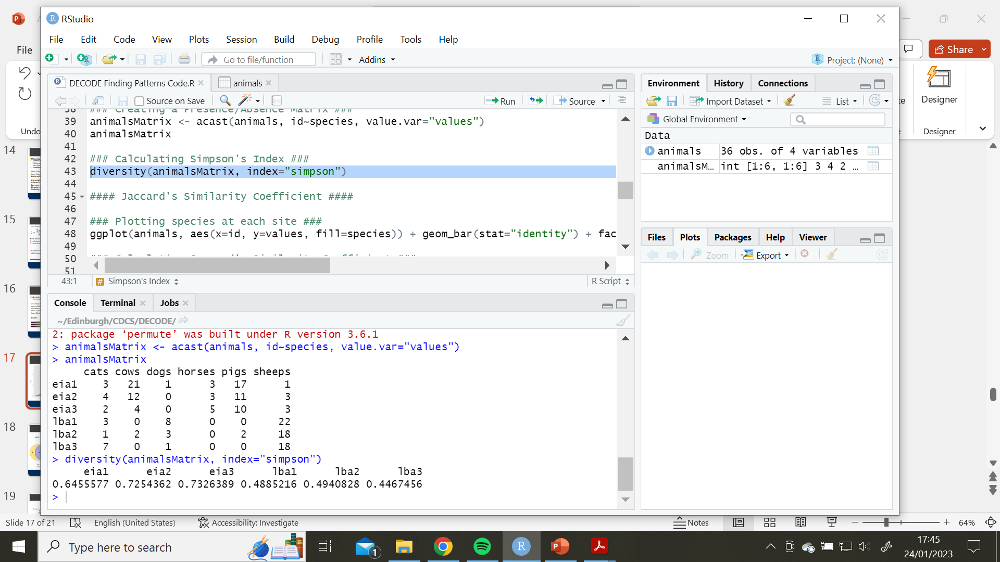 RStudio
File Edit Code View Plots Session Build Debug Profile Tools Help
Go to file/function
Addins
Project: (None)
File
Share
Undo
Designer
Designer
DECODE Finding Patterns Code.R
animals
Source on Save
Run
Source
38 ### Creating a Presence/Absence Matrix ###
39 animalsMatrix <- acast(animals, id~species, value.var="values")
40 animalsMatrix
41
42 ### Calculating Simpson's Index ###
43 diversity(animalsMatrix, index="simpson")
44
45 #### Jaccard's Similarity Coefficient ####
46
47 ### Plotting species at each site ###
48 ggplot(animals, aes(x=id, y=values, fill=species)) + geom_bar(stat="identity") + fac
49
50
51
43:1 Simpson's Index R Script
Console Terminal Jobs
~/Edinburgh/CDCS/DECODE/
2: package ‘permute’ was built under R version 3.6.1
> animalsMatrix <- acast(animals, id~species, value.var="values")
> animalsMatrix
cats cows dogs horses pigs sheeps
eia1 3 21 1 3 17 1
eia2 4 12 0 3 11 3
eia3 2 4 0 5 10 3
lba1 3 0 8 0 0 22
lba2 1 2 3 0 2 18
lba3 7 0 1 0 0 18
> diversity(animalsMatrix, index="simpson")
eia1 eia2 eia3 lba1 lba2 lba3
0.6455577 0.7254362 0.7326389 0.4885216 0.4940828 0.4467456
>
Environment History Connections
Import Dataset List
Global Environment
Data
animals 36 obs. of 4 variables
animalsM… int [1:6, 1:6] 3 4 2 …
Files Plots Packages Help Viewer
Zoom Export
14
15
16
17
18
19
Slide 17 of 21 English (United States) Accessibility: Investigate Notes 64%
Type here to search
1
17:45
24/01/2023